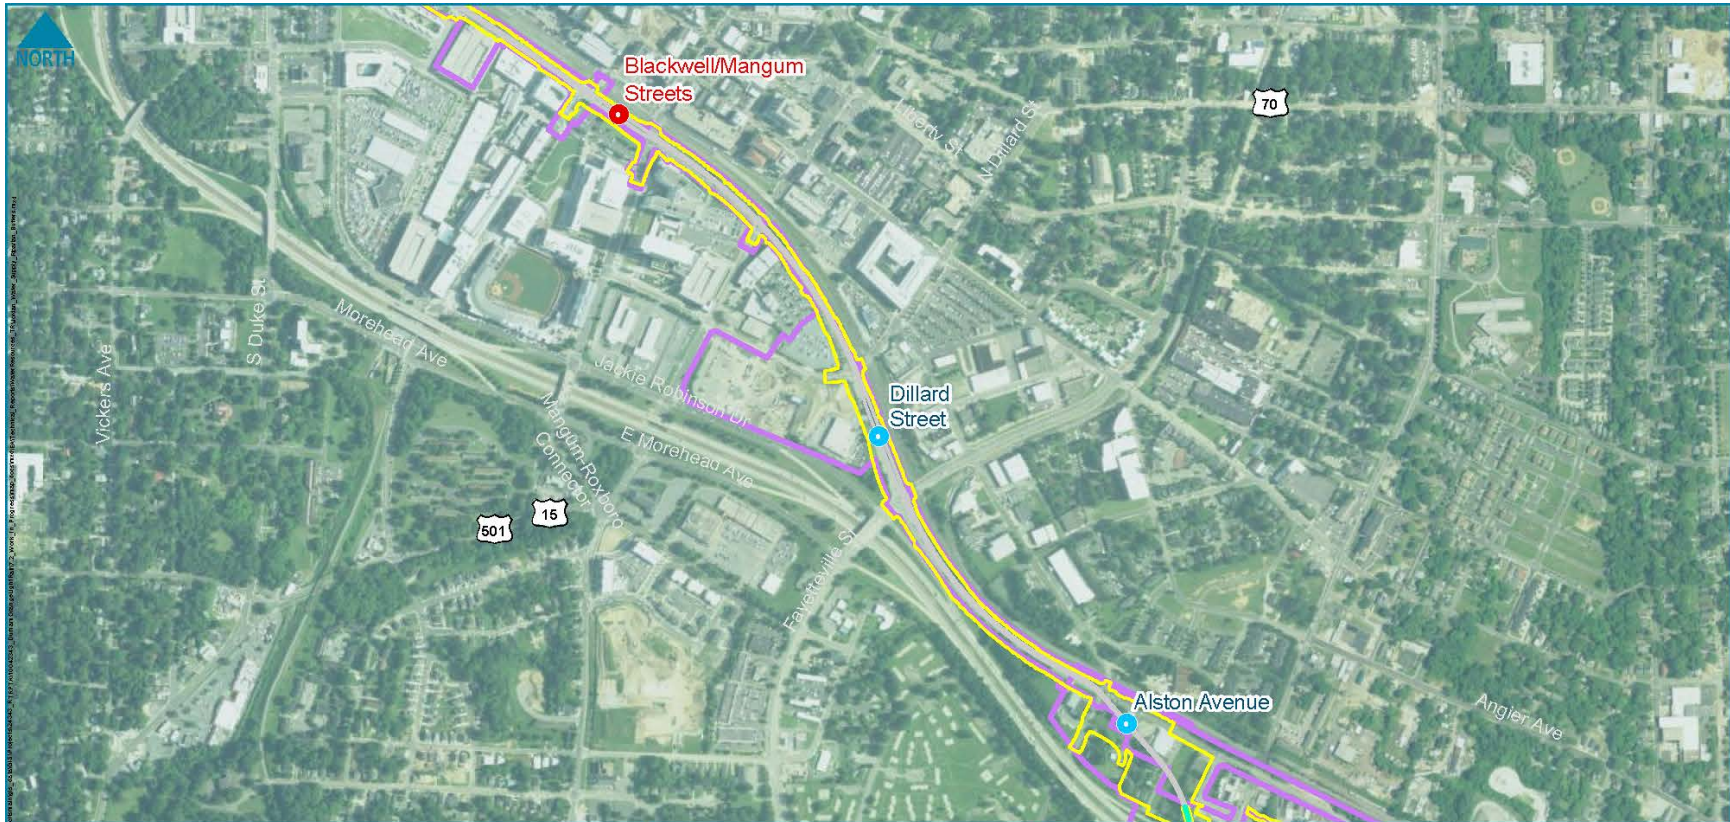 NORTH
Blackwell/Mangum
Streets
70
Liberty St
N Dillard St
S Duke St
Morehead Ave
Vickers Ave
Jackie Robinson Dr
Dillard
Street
E Morehead Ave
Mangum-Roxboro
Connector
501
15
Fayetteville St
Alston Avenue
Angier Ave